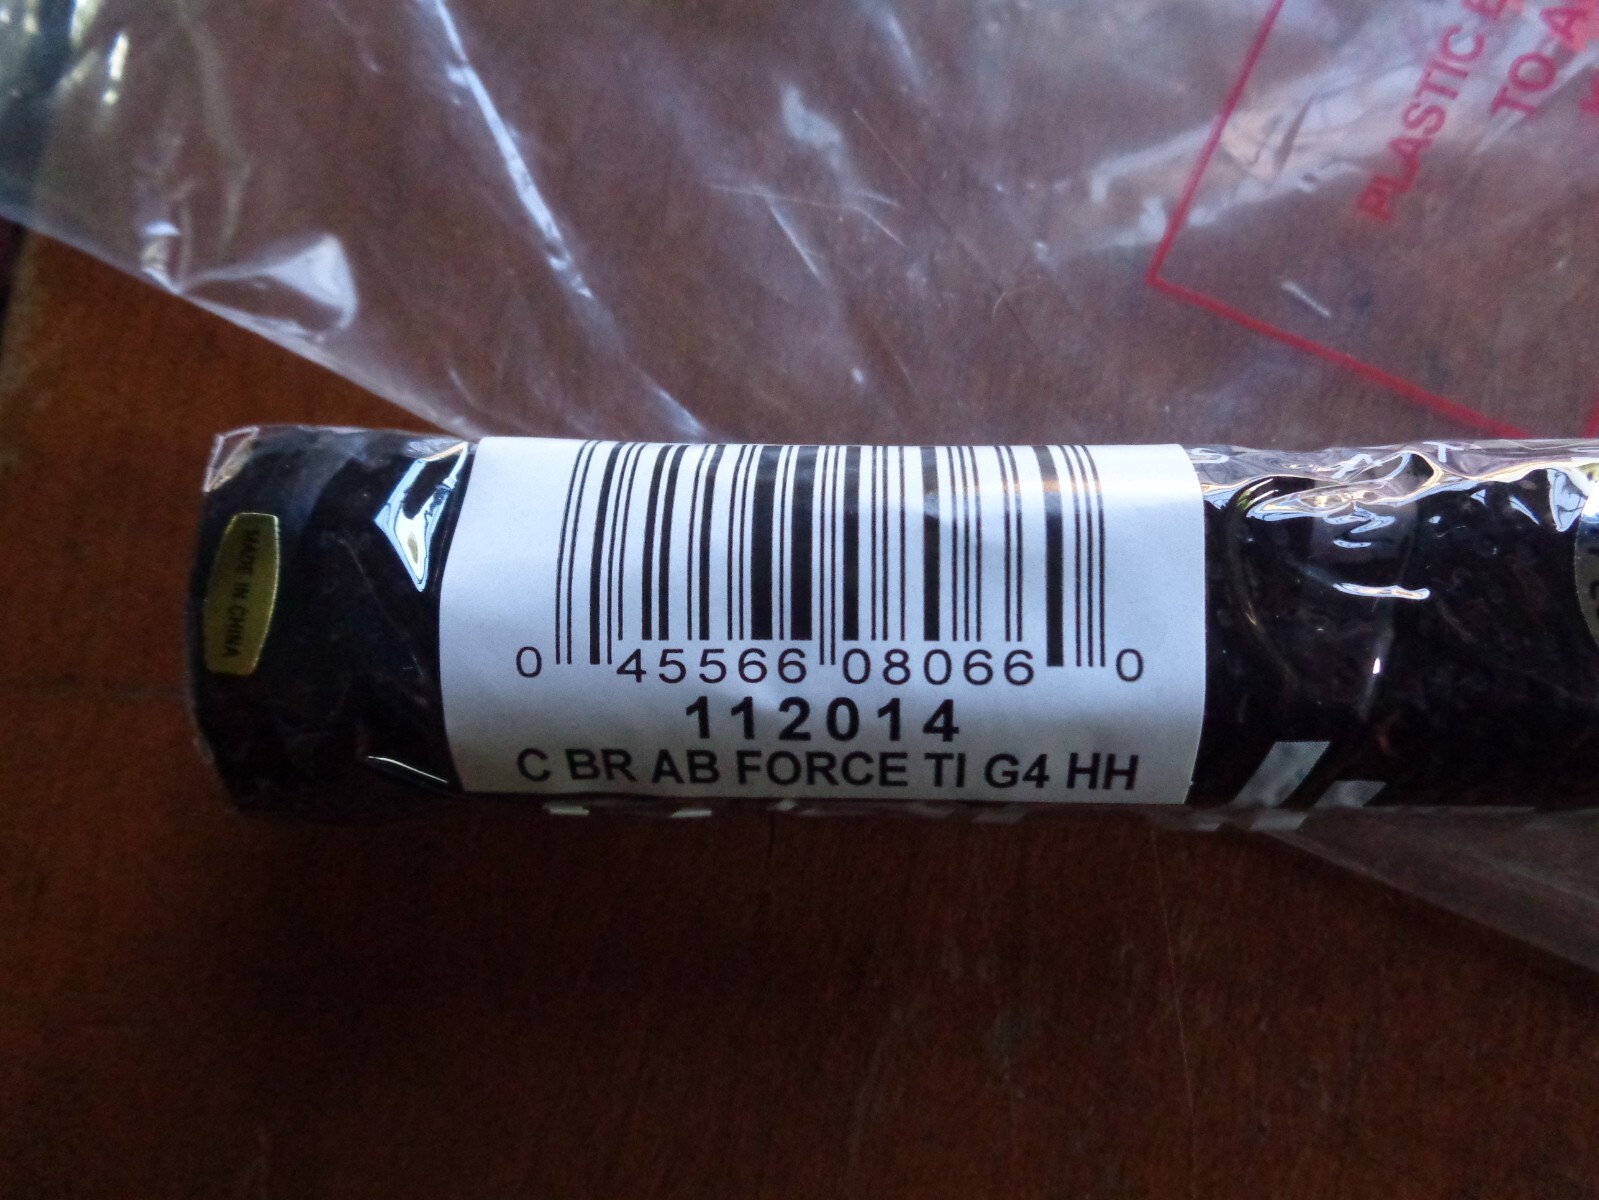 PLASTIC
TO A
MADE IN CHINA
0 45566 08066 0
112014
C BR AB FORCE TI G4 HH